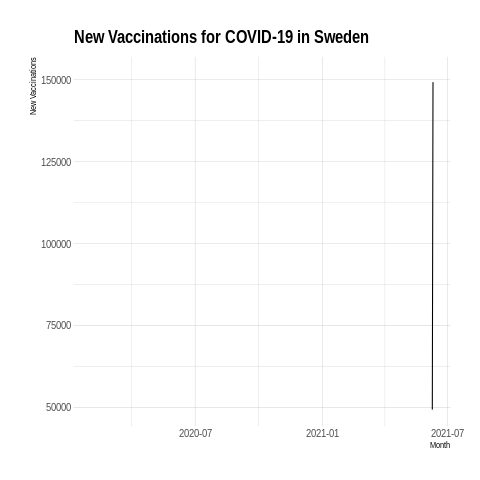 New Vaccinations for COVID-19 in Sweden
New Vaccinations
150000
125000
100000
75000
50000
2020-07 2021-01 2021-07
Month